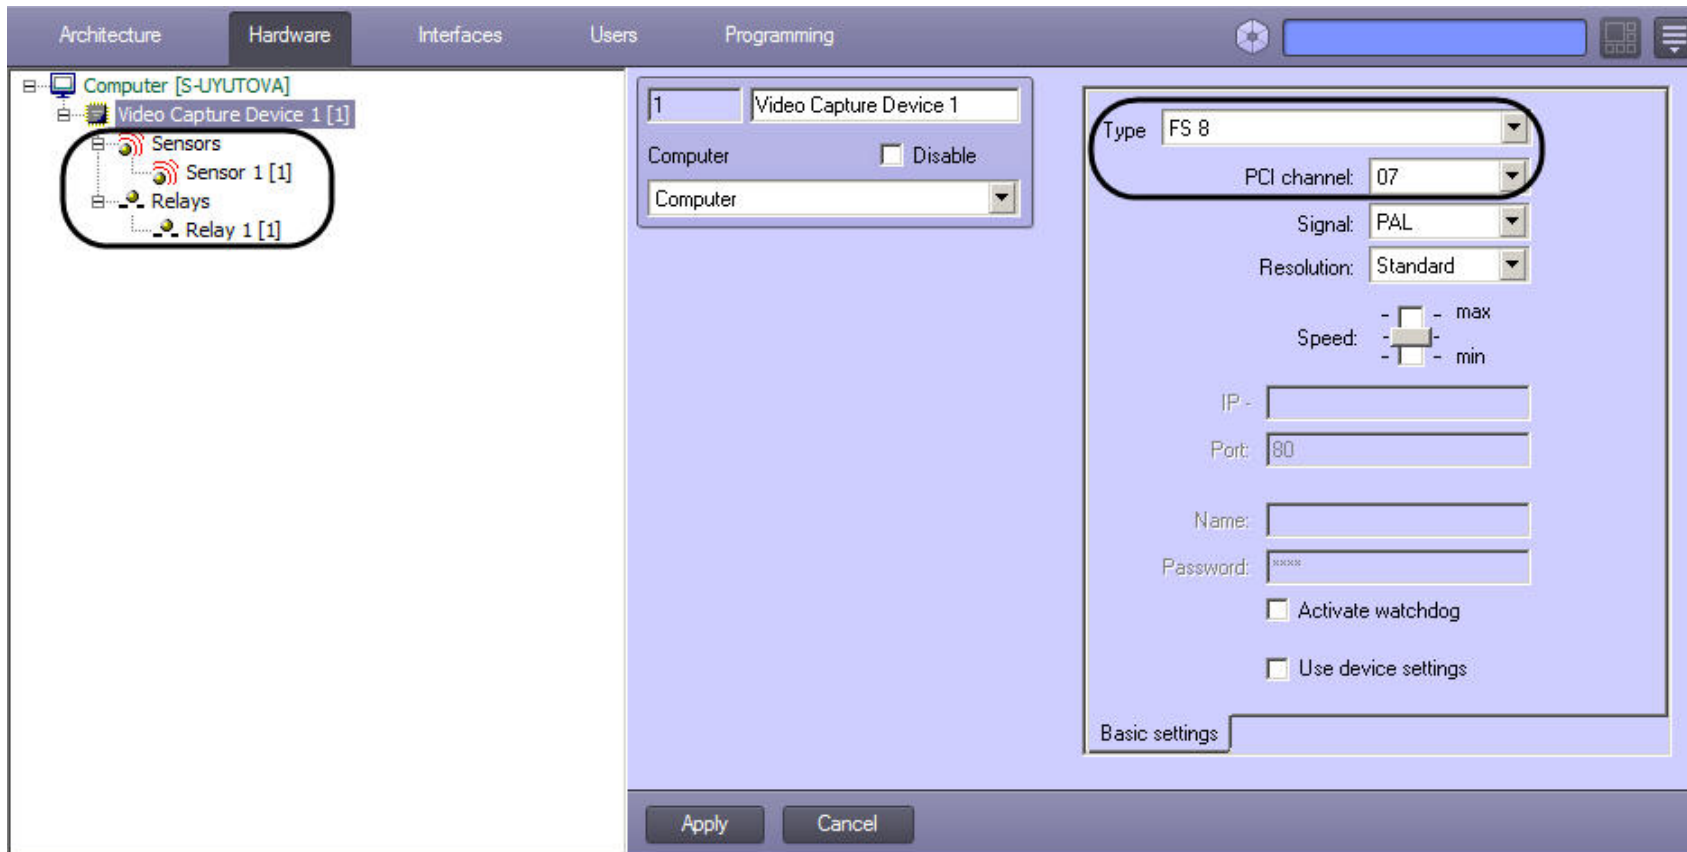 Architecture Hardware Interfaces Users Programming
Computer [S-UYUTOVA]
Video Capture Device 1 [1]
Sensors
Sensor 1 [1]
Relays
Relay 1 [1]
1 Video Capture Device 1
Computer Disable
Computer
Type FS 8
PCI channel: 07
Signal: PAL
Resolution: Standard
max
Speed:
min
IP -
Port: 80
Name:
Password: ****
Activate watchdog
Use device settings
Basic settings
Apply Cancel